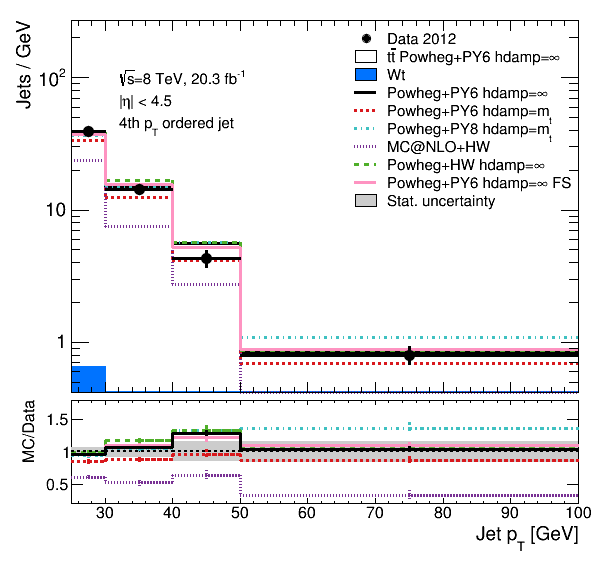 Jets / GeV
10²
10
1
√s=8 TeV, 20.3 fb⁻¹
|η| < 4.5
4th p_T ordered jet
Data 2012
tt̄ Powheg+PY6 hdamp=∞
Wt
Powheg+PY6 hdamp=∞
Powheg+PY6 hdamp=m_t
Powheg+PY8 hdamp=m_t
MC@NLO+HW
Powheg+HW hdamp=∞
Powheg+PY6 hdamp=∞ FS
Stat. uncertainty
MC/Data
1.5
1
0.5
30 40 50 60 70 80 90 100
Jet p_T [GeV]